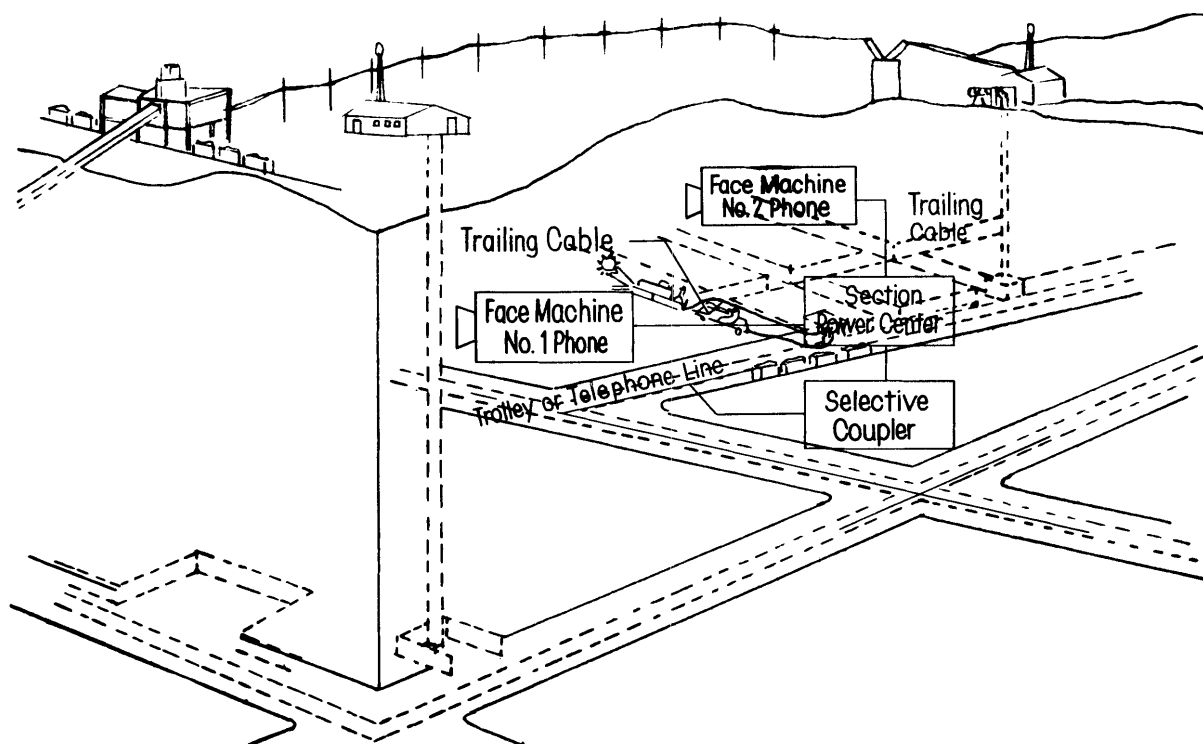 Face Machine
No. 2 Phone
Trailing
Cable
Trailing Cable
Face Machine
No. 1 Phone
Section
Power Center
Trolley or Telephone Line
Selective
Coupler